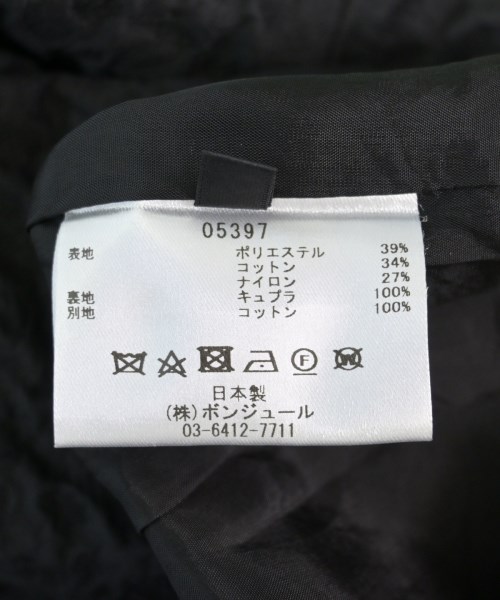 05397
表地 ポリエステル 39%
コットン 34%
ナイロン 27%
裏地 キュプラ 100%
別地 コットン 100%
F W
日本製
(株)ボンジュール
03-6412-7711